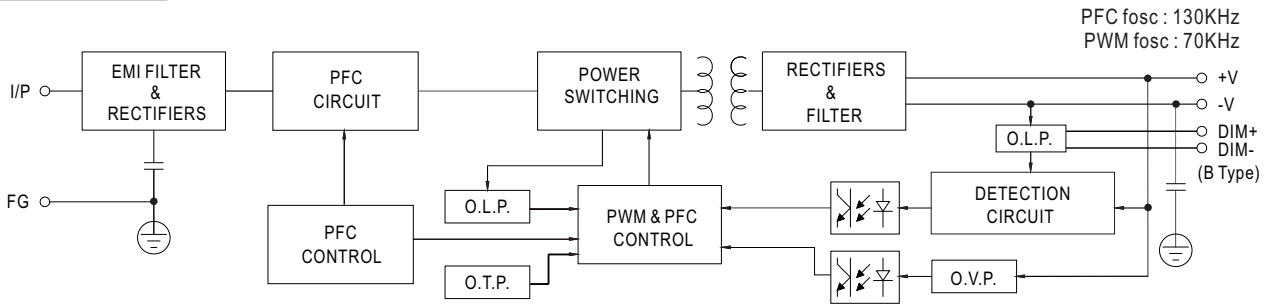 PFC fosc : 130KHz
PWM fosc : 70KHz
I/P
EMI FILTER
&
RECTIFIERS
PFC
CIRCUIT
POWER
SWITCHING
RECTIFIERS
&
FILTER
+V
-V
O.L.P.
DIM+
DIM-
(B Type)
FG
PFC
CONTROL
O.L.P.
O.T.P.
PWM & PFC
CONTROL
DETECTION
CIRCUIT
O.V.P.